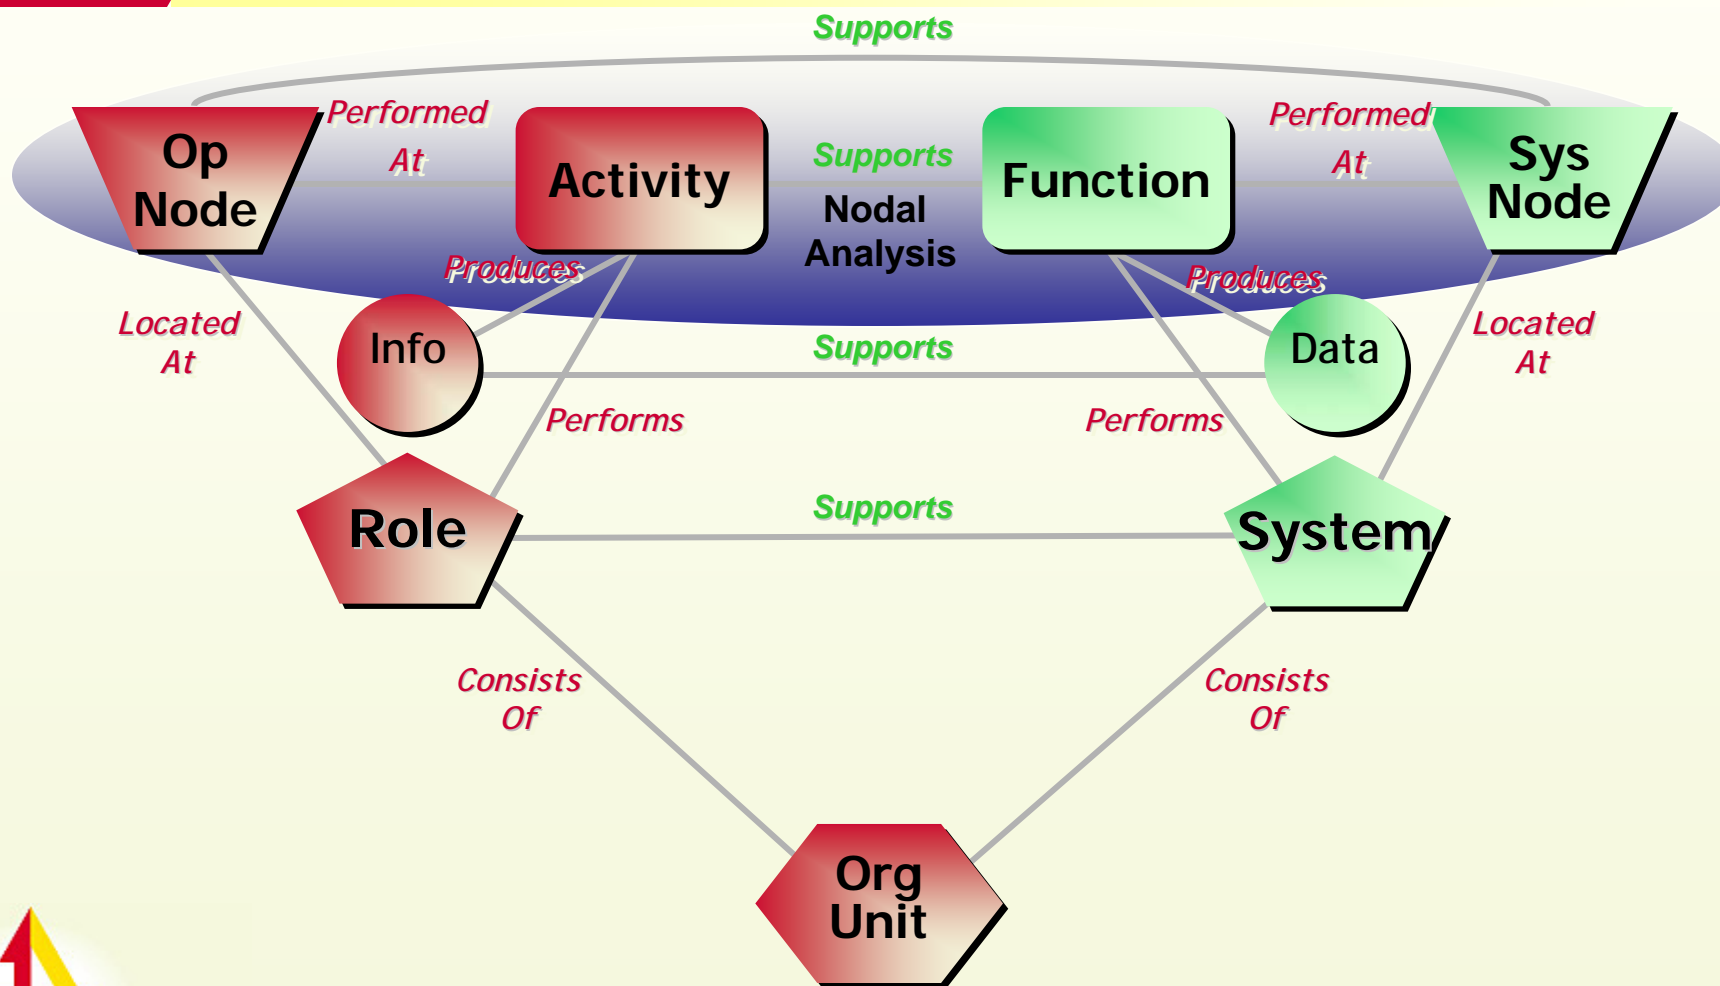 Supports
Performed
At
Op
Node
Activity
Supports
Nodal
Analysis
Function
Performed
At
Sys
Node
Produces
Produces
Located
At
Info
Supports
Data
Located
At
Performs
Performs
Role
Supports
System
Consists
Of
Consists
Of
Org
Unit